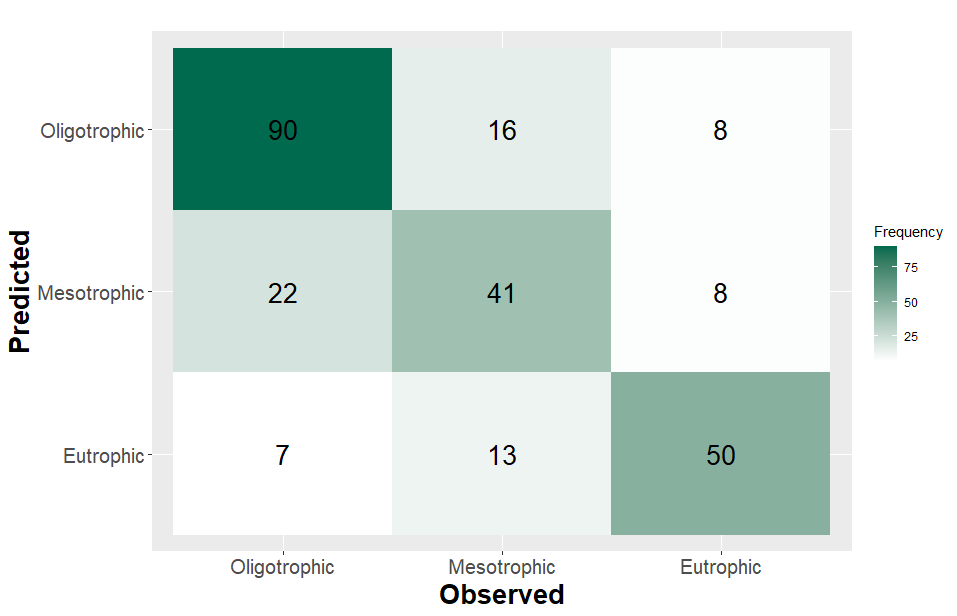 Oligotrophic 90 16 8
Mesotrophic 22 41 8
Eutrophic 7 13 50
Oligotrophic Mesotrophic Eutrophic
Observed
Predicted
Frequency
75
50
25